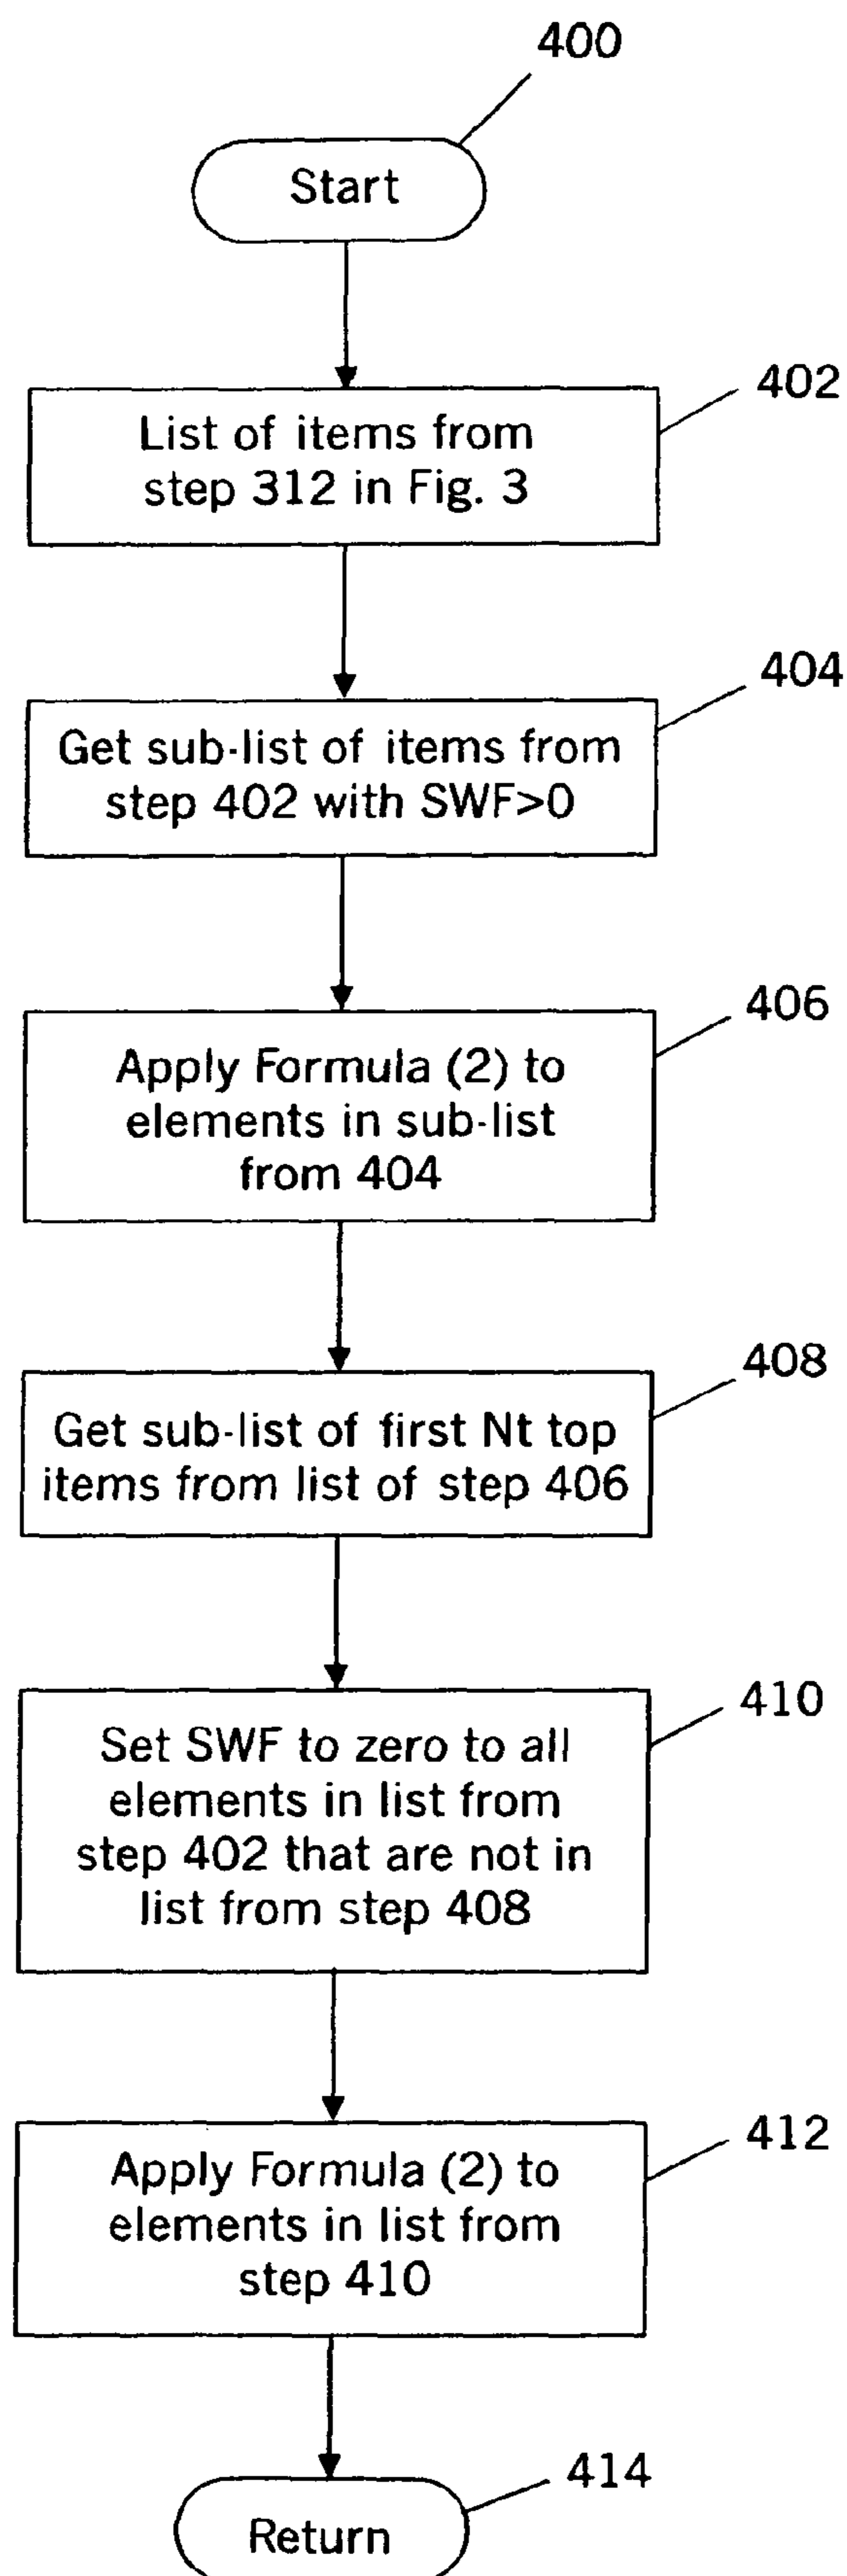 400
Start
402
List of items from
step 312 in Fig. 3
404
Get sub-list of items from
step 402 with SWF>0
406
Apply Formula (2) to
elements in sub-list
from 404
408
Get sub-list of first Nt top
items from list of step 406
410
Set SWF to zero to all
elements in list from
step 402 that are not in
list from step 408
412
Apply Formula (2) to
elements in list from
step 410
414
Return